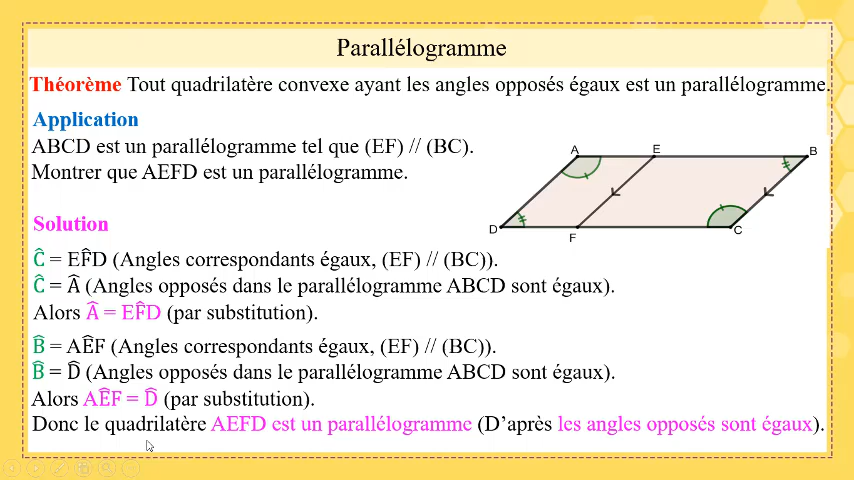 Parallélogramme
Théorème Tout quadrilatère convexe ayant les angles opposés égaux est un parallélogramme.
Application
ABCD est un parallélogramme tel que (EF) // (BC).
Montrer que AEFD est un parallélogramme.
A E B
D F C
Solution
Ĉ = EF̂D (Angles correspondants égaux, (EF) // (BC)).
Ĉ = Â (Angles opposés dans le parallélogramme ABCD sont égaux).
Alors Â = EF̂D (par substitution).
B̂ = AÊF (Angles correspondants égaux, (EF) // (BC)).
B̂ = D̂ (Angles opposés dans le parallélogramme ABCD sont égaux).
Alors AÊF = D̂ (par substitution).
Donc le quadrilatère AEFD est un parallélogramme (D’après les angles opposés sont égaux).